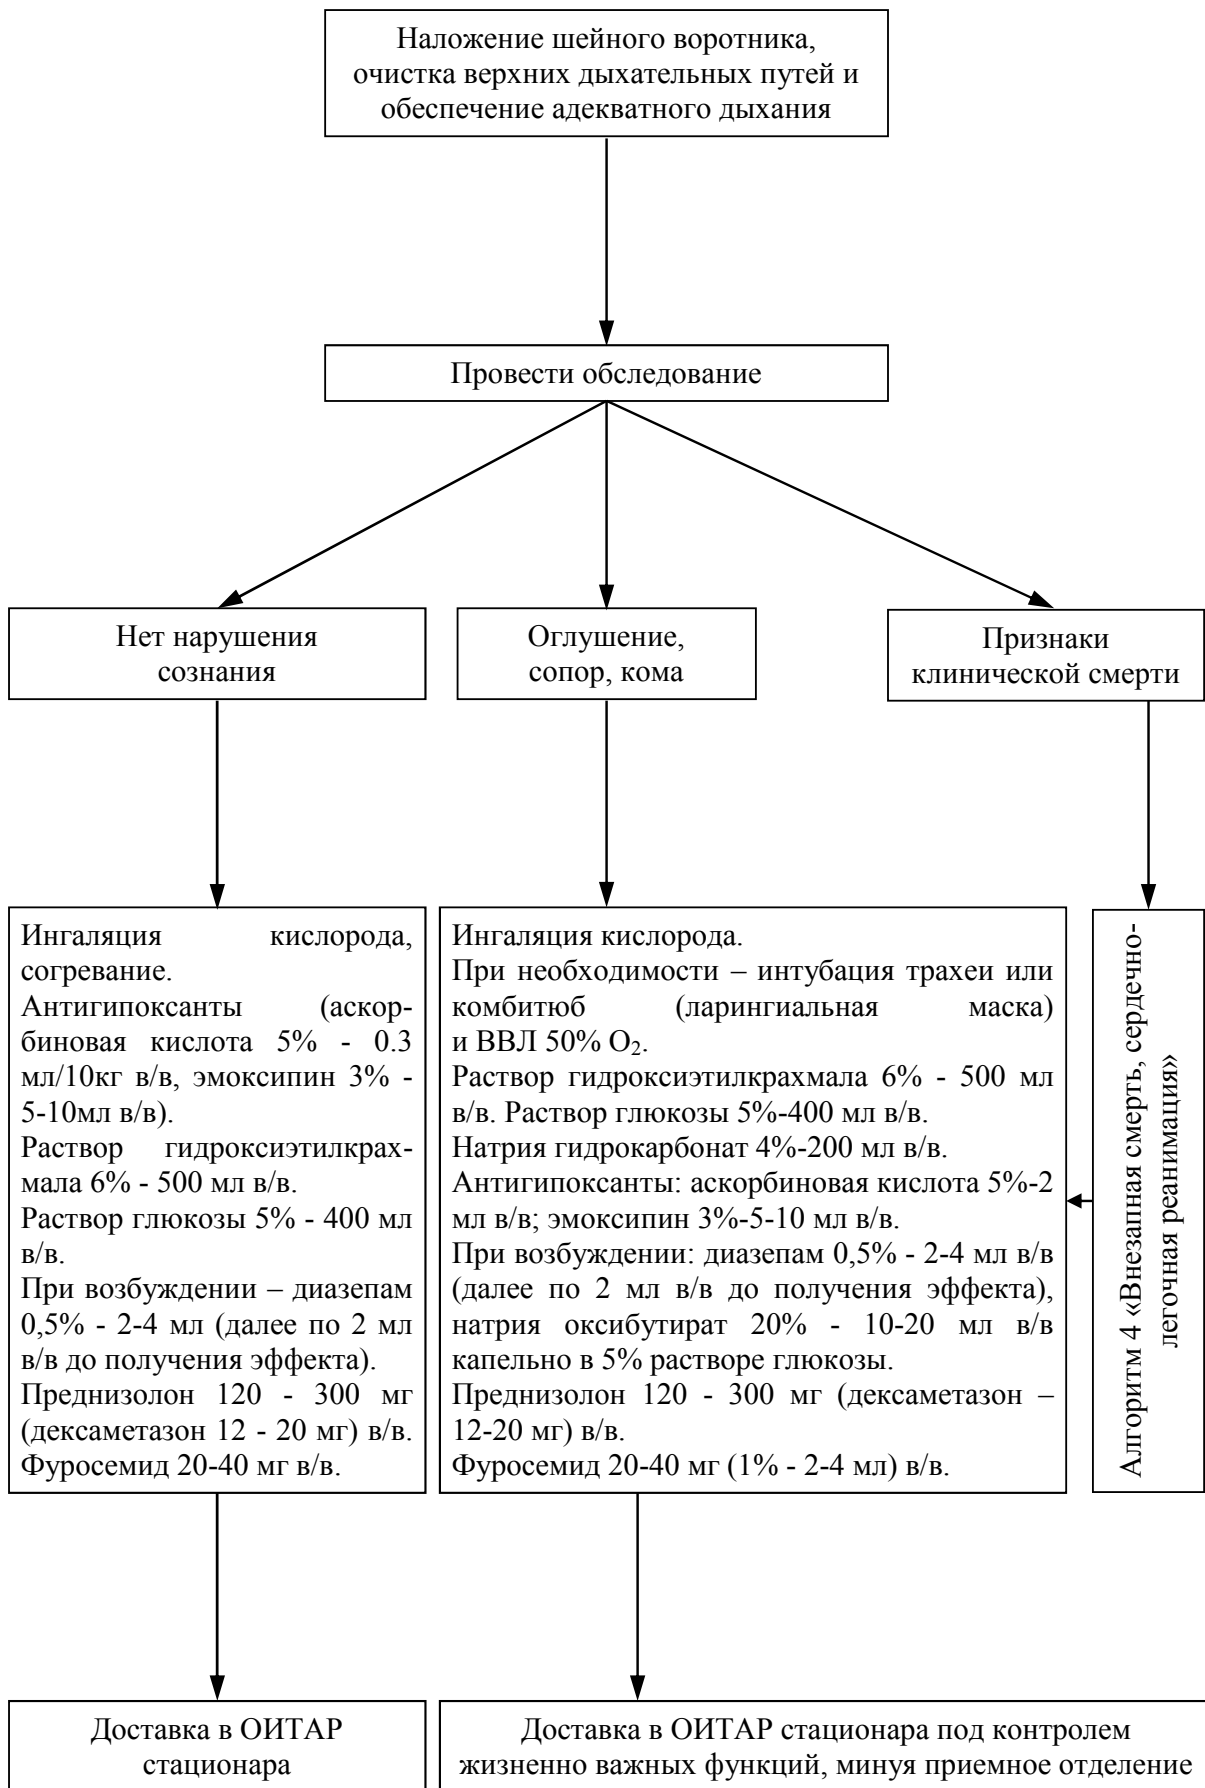 Наложение шейного воротника,
очистка верхних дыхательных путей и
обеспечение адекватного дыхания
Провести обследование
Нет нарушения
сознания
Оглушение,
сопор, кома
Признаки
клинической смерти
Ингаляция кислорода,
согревание.
Антигипоксанты (аскор-
биновая кислота 5% - 0.3
мл/10кг в/в, эмоксипин 3% -
5-10мл в/в).
Раствор гидроксиэтилкрах-
мала 6% - 500 мл в/в.
Раствор глюкозы 5% - 400 мл
в/в.
При возбуждении – диазепам
0,5% - 2-4 мл (далее по 2 мл
в/в до получения эффекта).
Преднизолон 120 - 300 мг
(дексаметазон 12 - 20 мг) в/в.
Фуросемид 20-40 мг в/в.
Ингаляция кислорода.
При необходимости – интубация трахеи или
комбитюб (ларингиальная маска)
и ВВЛ 50% O₂.
Раствор гидроксиэтилкрахмала 6% - 500 мл
в/в. Раствор глюкозы 5%-400 мл в/в.
Натрия гидрокарбонат 4%-200 мл в/в.
Антигипоксанты: аскорбиновая кислота 5%-2
мл в/в; эмоксипин 3%-5-10 мл в/в.
При возбуждении: диазепам 0,5% - 2-4 мл в/в
(далее по 2 мл в/в до получения эффекта),
натрия оксибутират 20% - 10-20 мл в/в
капельно в 5% растворе глюкозы.
Преднизолон 120 - 300 мг (дексаметазон –
12-20 мг) в/в.
Фуросемид 20-40 мг (1% - 2-4 мл) в/в.
Алгоритм 4 «Внезапная смерть, сердечно-
легочная реанимация»
Доставка в ОИТАР
стационара
Доставка в ОИТАР стационара под контролем
жизненно важных функций, минуя приемное отделение